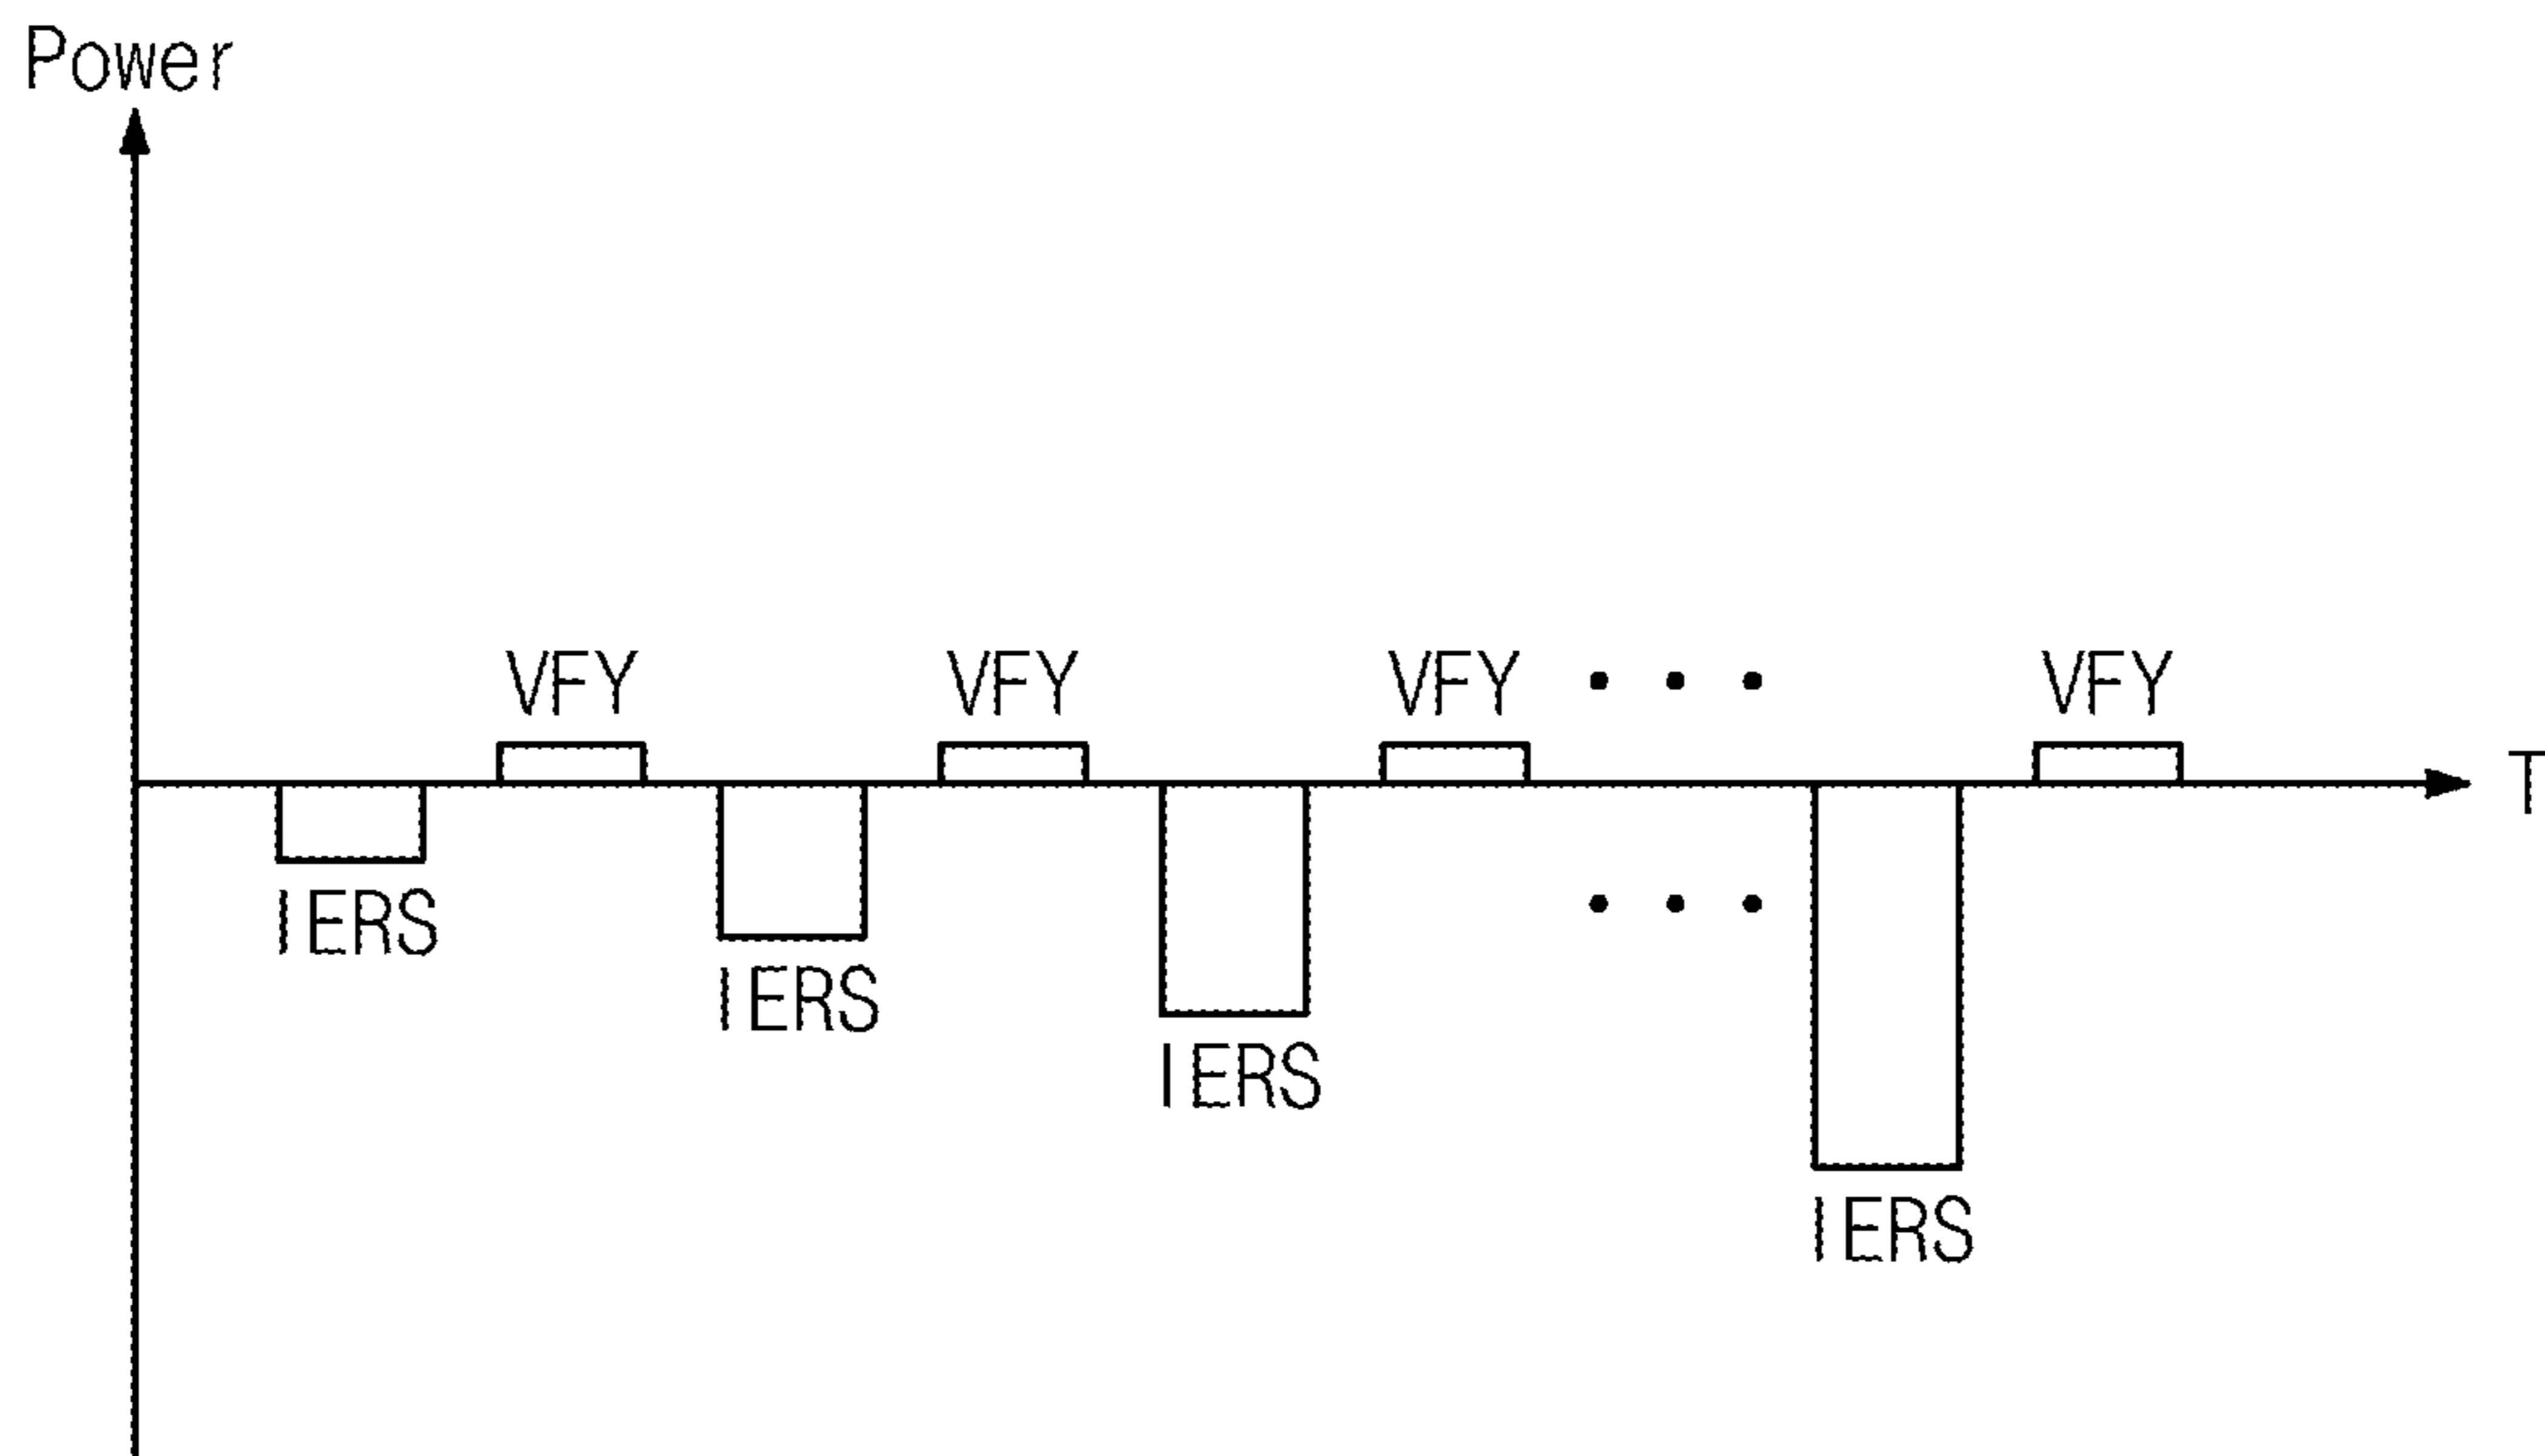 Power
VFY VFY VFY • • • VFY
T
• • •
IERS
IERS
IERS
IERS